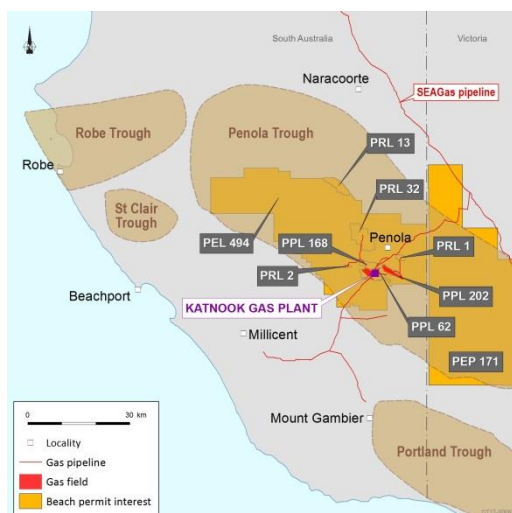 South Australia
Victoria
Naracoorte
SEAGas pipeline
Robe Trough
Penola Trough
PRL 13
Robe
PRL 32
St Clair
Trough
Penola
PEL 494
PPL 168
PRL 1
PRL 2
Beachport
PPL 202
KATNOOK GAS PLANT
PPL 62
Millicent
PEP 171
Mount Gambier
Portland Trough
0
30 km
Locality
Gas pipeline
Gas field
Beach permit interest